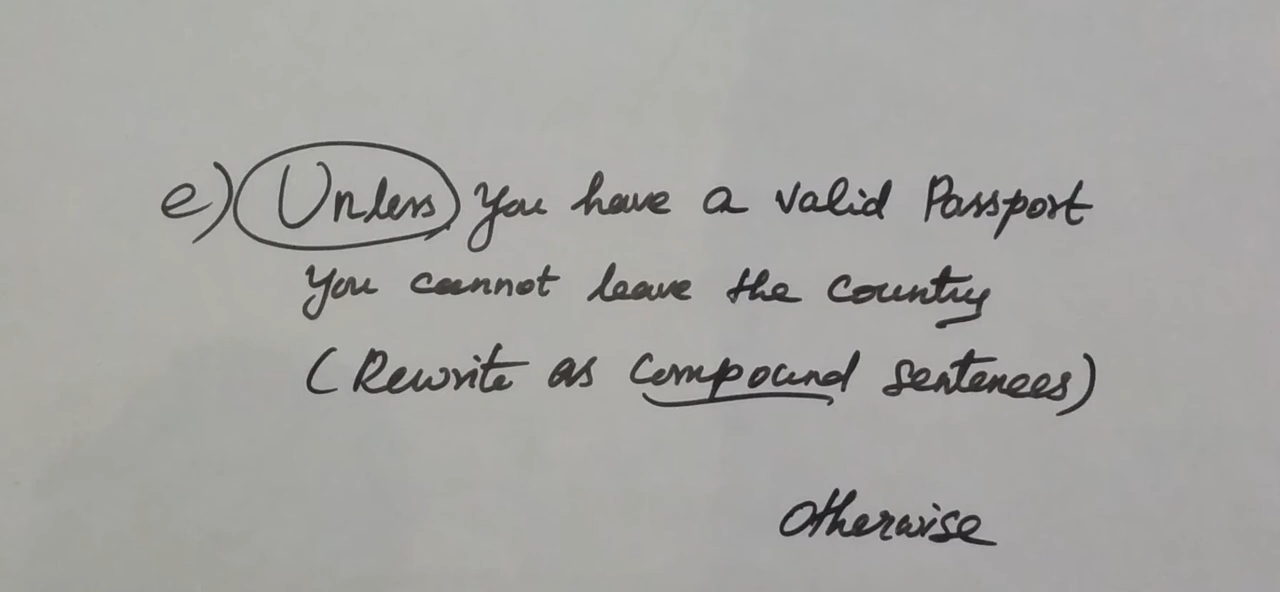 e) Unless you have a valid Passport
you cannot leave the country
(Rewrite as compound sentences)
otherwise